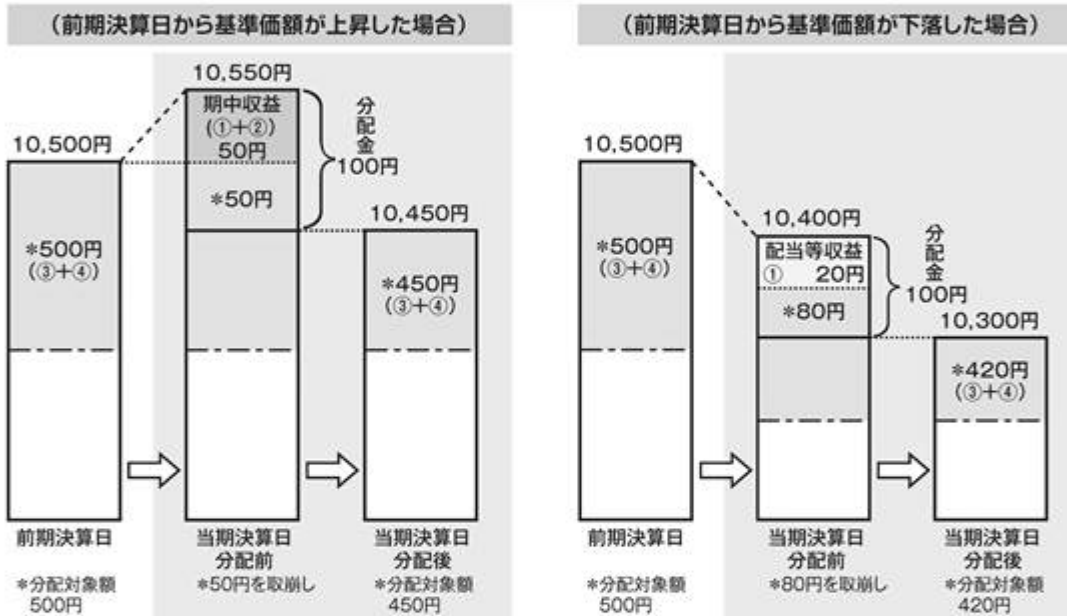 (前期決算日から基準価額が上昇した場合)
10,550円
期中収益
(①+②)
50円
分配金
100円
10,500円
*50円
10,450円
*500円
(③+④)
*450円
(③+④)
前期決算日
当期決算日
分配前
当期決算日
分配後
*分配対象額
500円
*50円を取崩し
*分配対象額
450円
(前期決算日から基準価額が下落した場合)
10,500円
10,400円
配当等収益
① 20円
分配金
100円
*500円
(③+④)
*80円
10,300円
*420円
(③+④)
前期決算日
当期決算日
分配前
当期決算日
分配後
*分配対象額
500円
*80円を取崩し
*分配対象額
420円